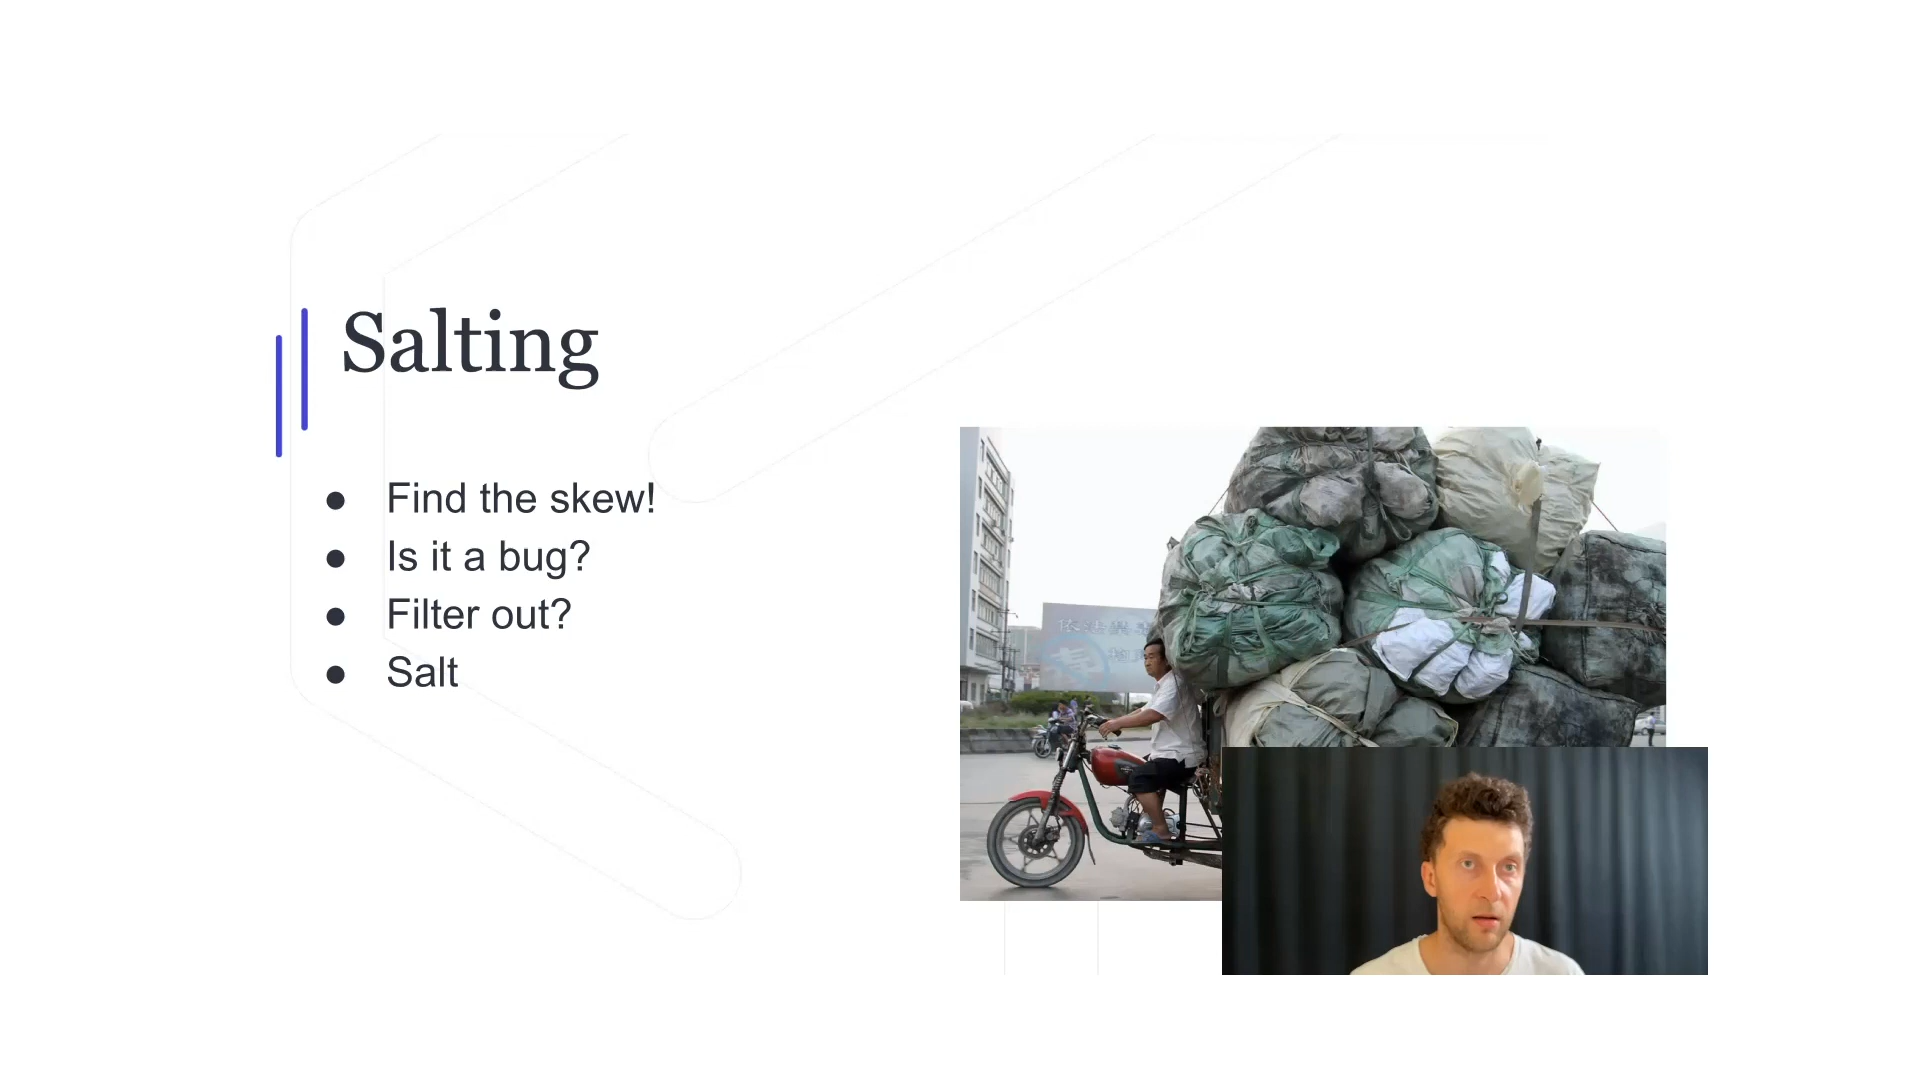 Salting
● Find the skew!
● Is it a bug?
● Filter out?
● Salt